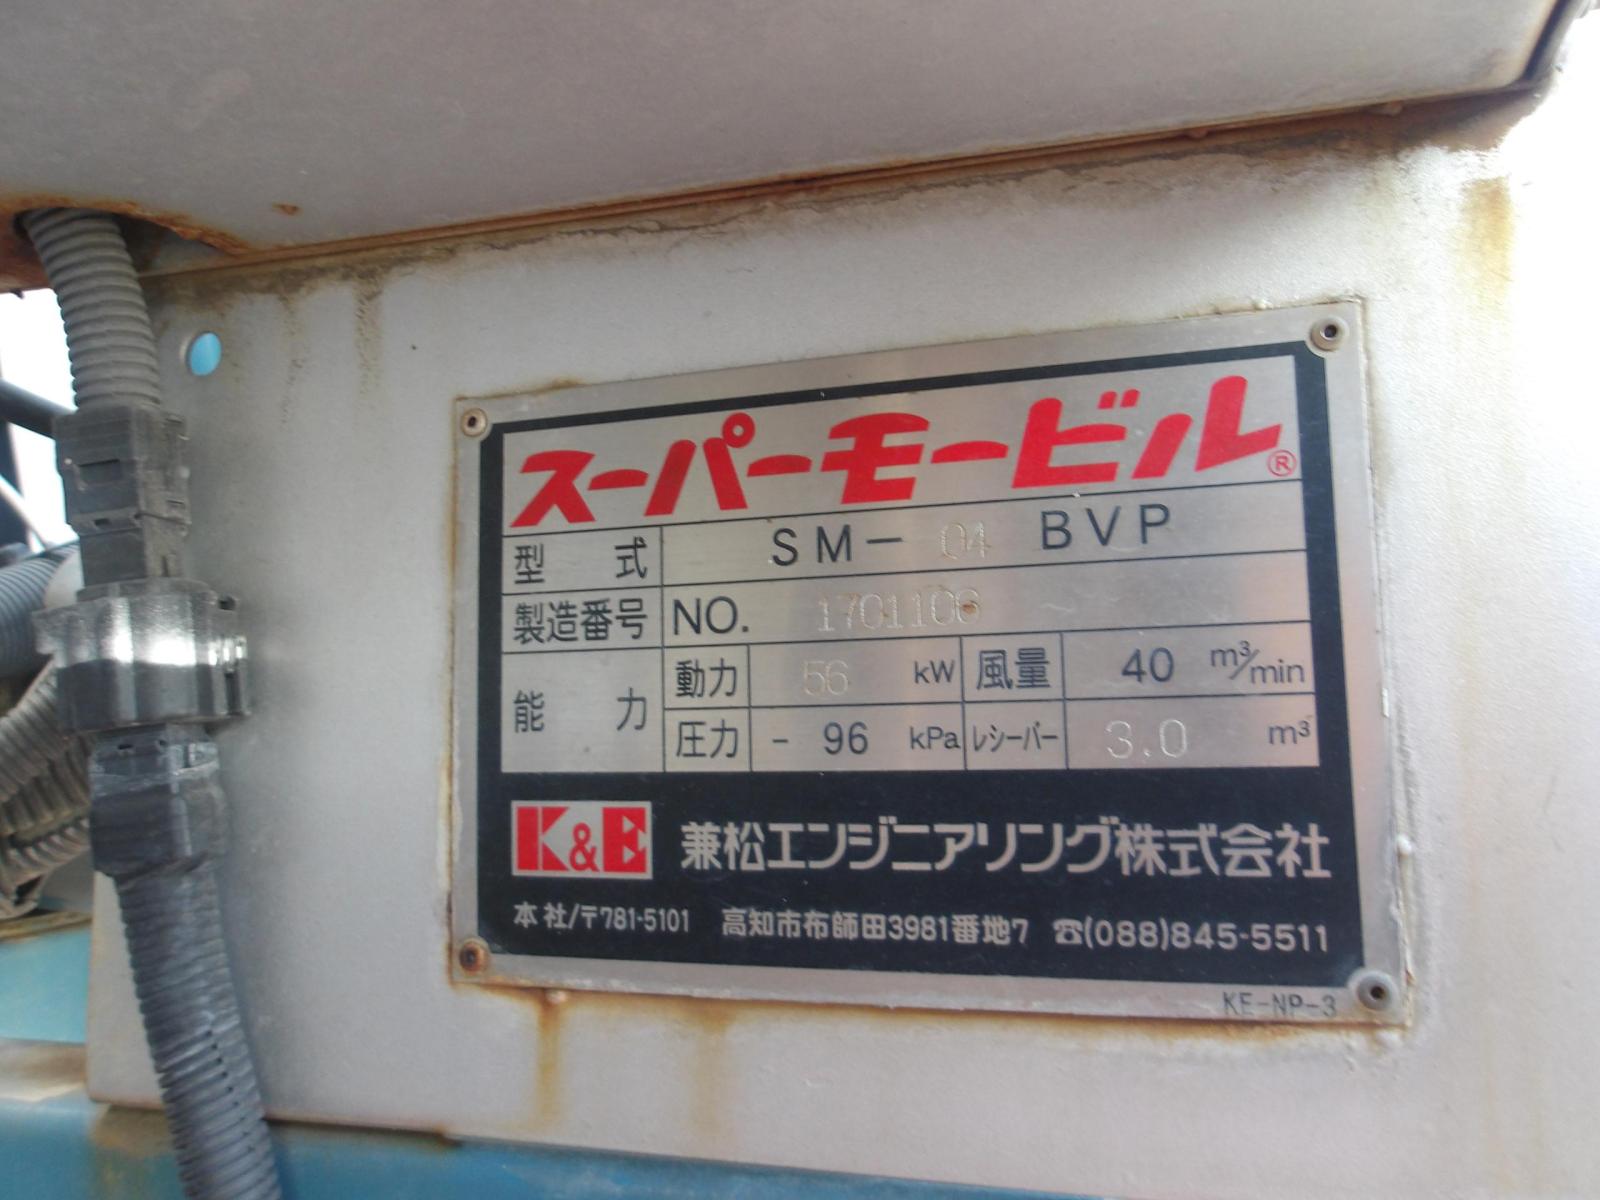 スーパーモービル®
型式 SM-04 BVP
製造番号 NO. 1701106
能力 動力 56 kW 風量 40 m³/min
圧力 - 96 kPa レシーバー 3.0 m³
K&E 兼松エンジニアリング株式会社
本社/〒781-5101 高知市布師田3981番地7 ☎(088)845-5511
KE-NP-3